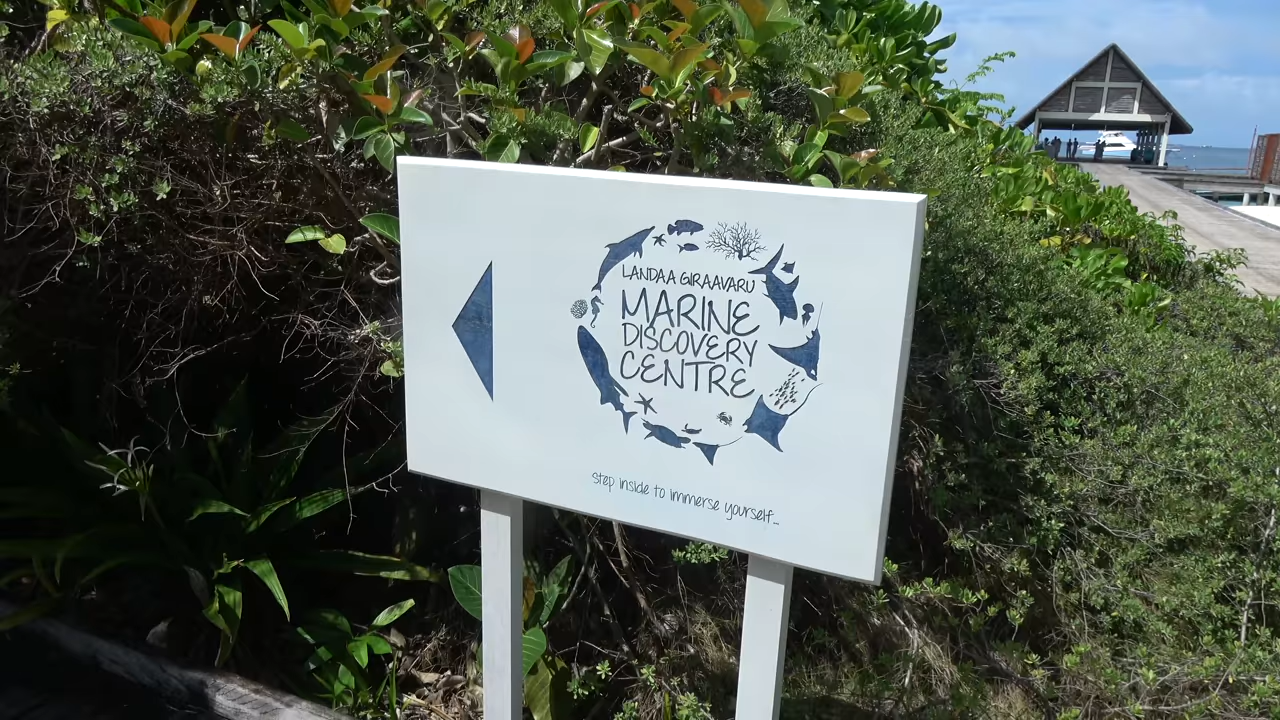 LANDAA GIRAAVARU
MARINE
DISCOVERY
CENTRE
step inside to immerse yourself...